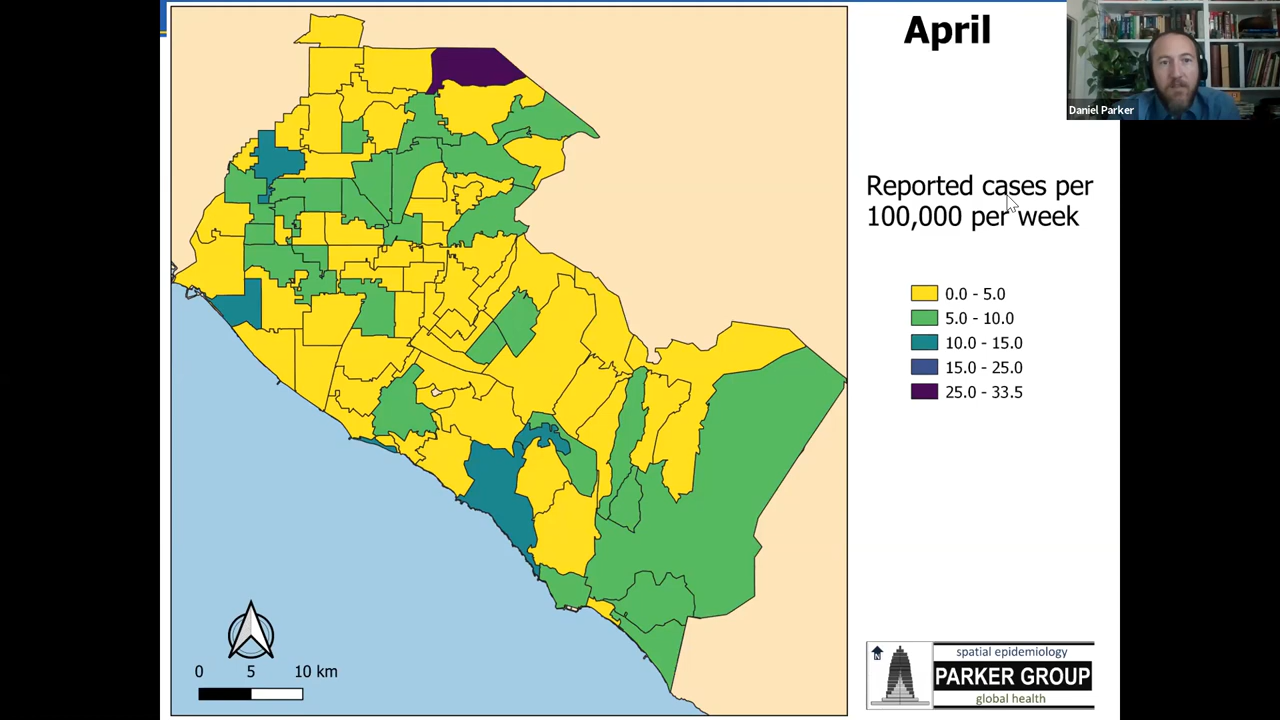 April
Daniel Parker
Reported cases per
100,000 per week
0.0 - 5.0
5.0 - 10.0
10.0 - 15.0
15.0 - 25.0
25.0 - 33.5
0 5 10 km
N
spatial epidemiology
PARKER GROUP
global health